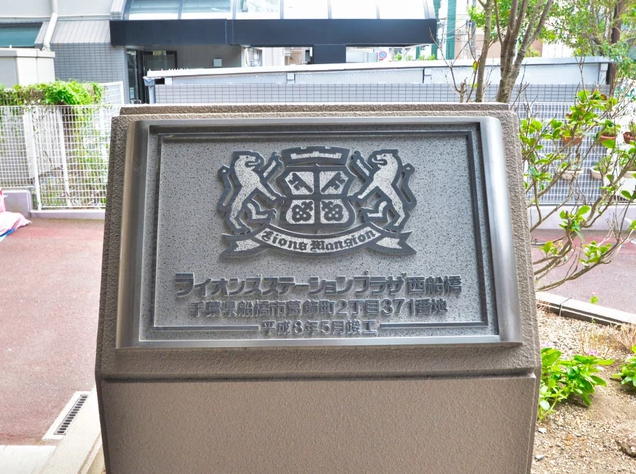 Lions Mansion
ライオンズステーションプラザ西船橋
千葉県船橋市葛飾町2丁目371番地
平成6年5月竣工